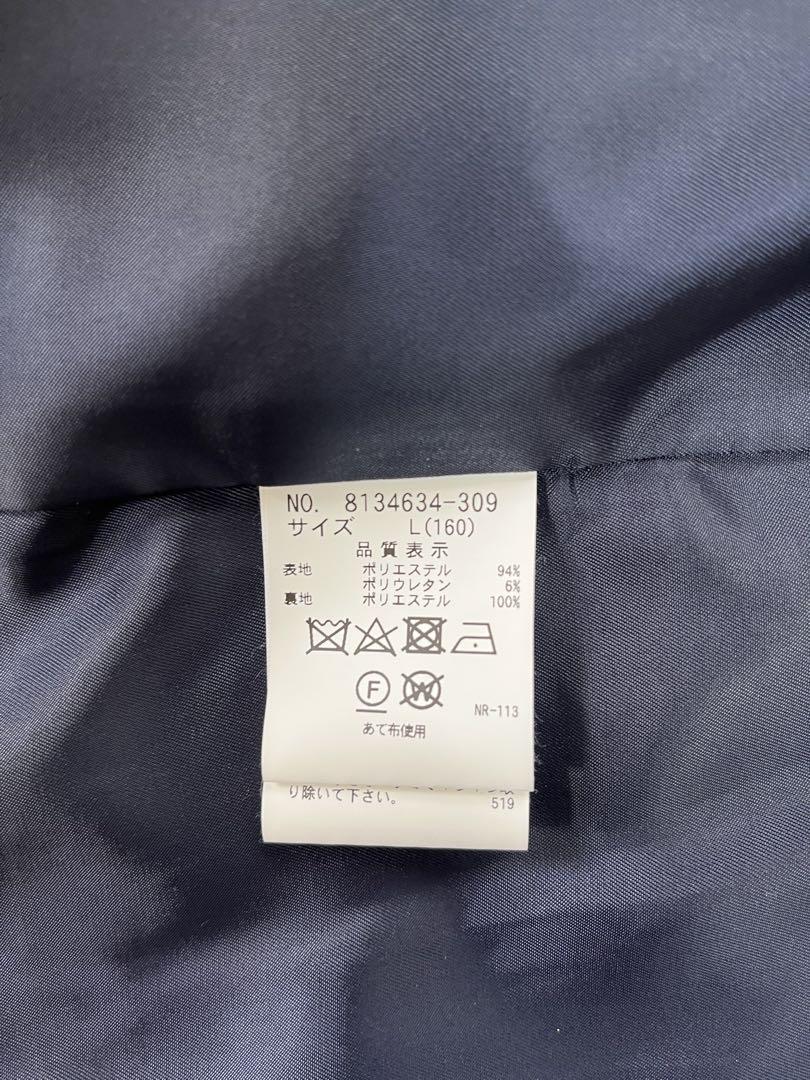 NO. 8134634-309
サイズ L(160)
品質表示
表地 ポリエステル 94%
ポリウレタン 6%
裏地 ポリエステル 100%
F W
NR-113
あて布使用
り除いて下さい。
519